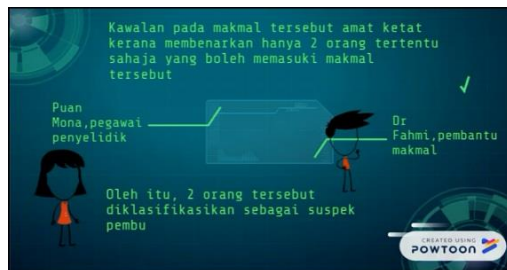 Kawalan pada makmal tersebut amat ketat
kerana membenarkan hanya 2 orang tertentu
sahaja yang boleh memasuki makmal
tersebut
Puan
Mona,pegawai
penyelidik
Dr
Fahmi,pembantu
makmal
Oleh itu, 2 orang tersebut
diklasifikasikan sebagai suspek
pembu
CREATED USING
POWTOON